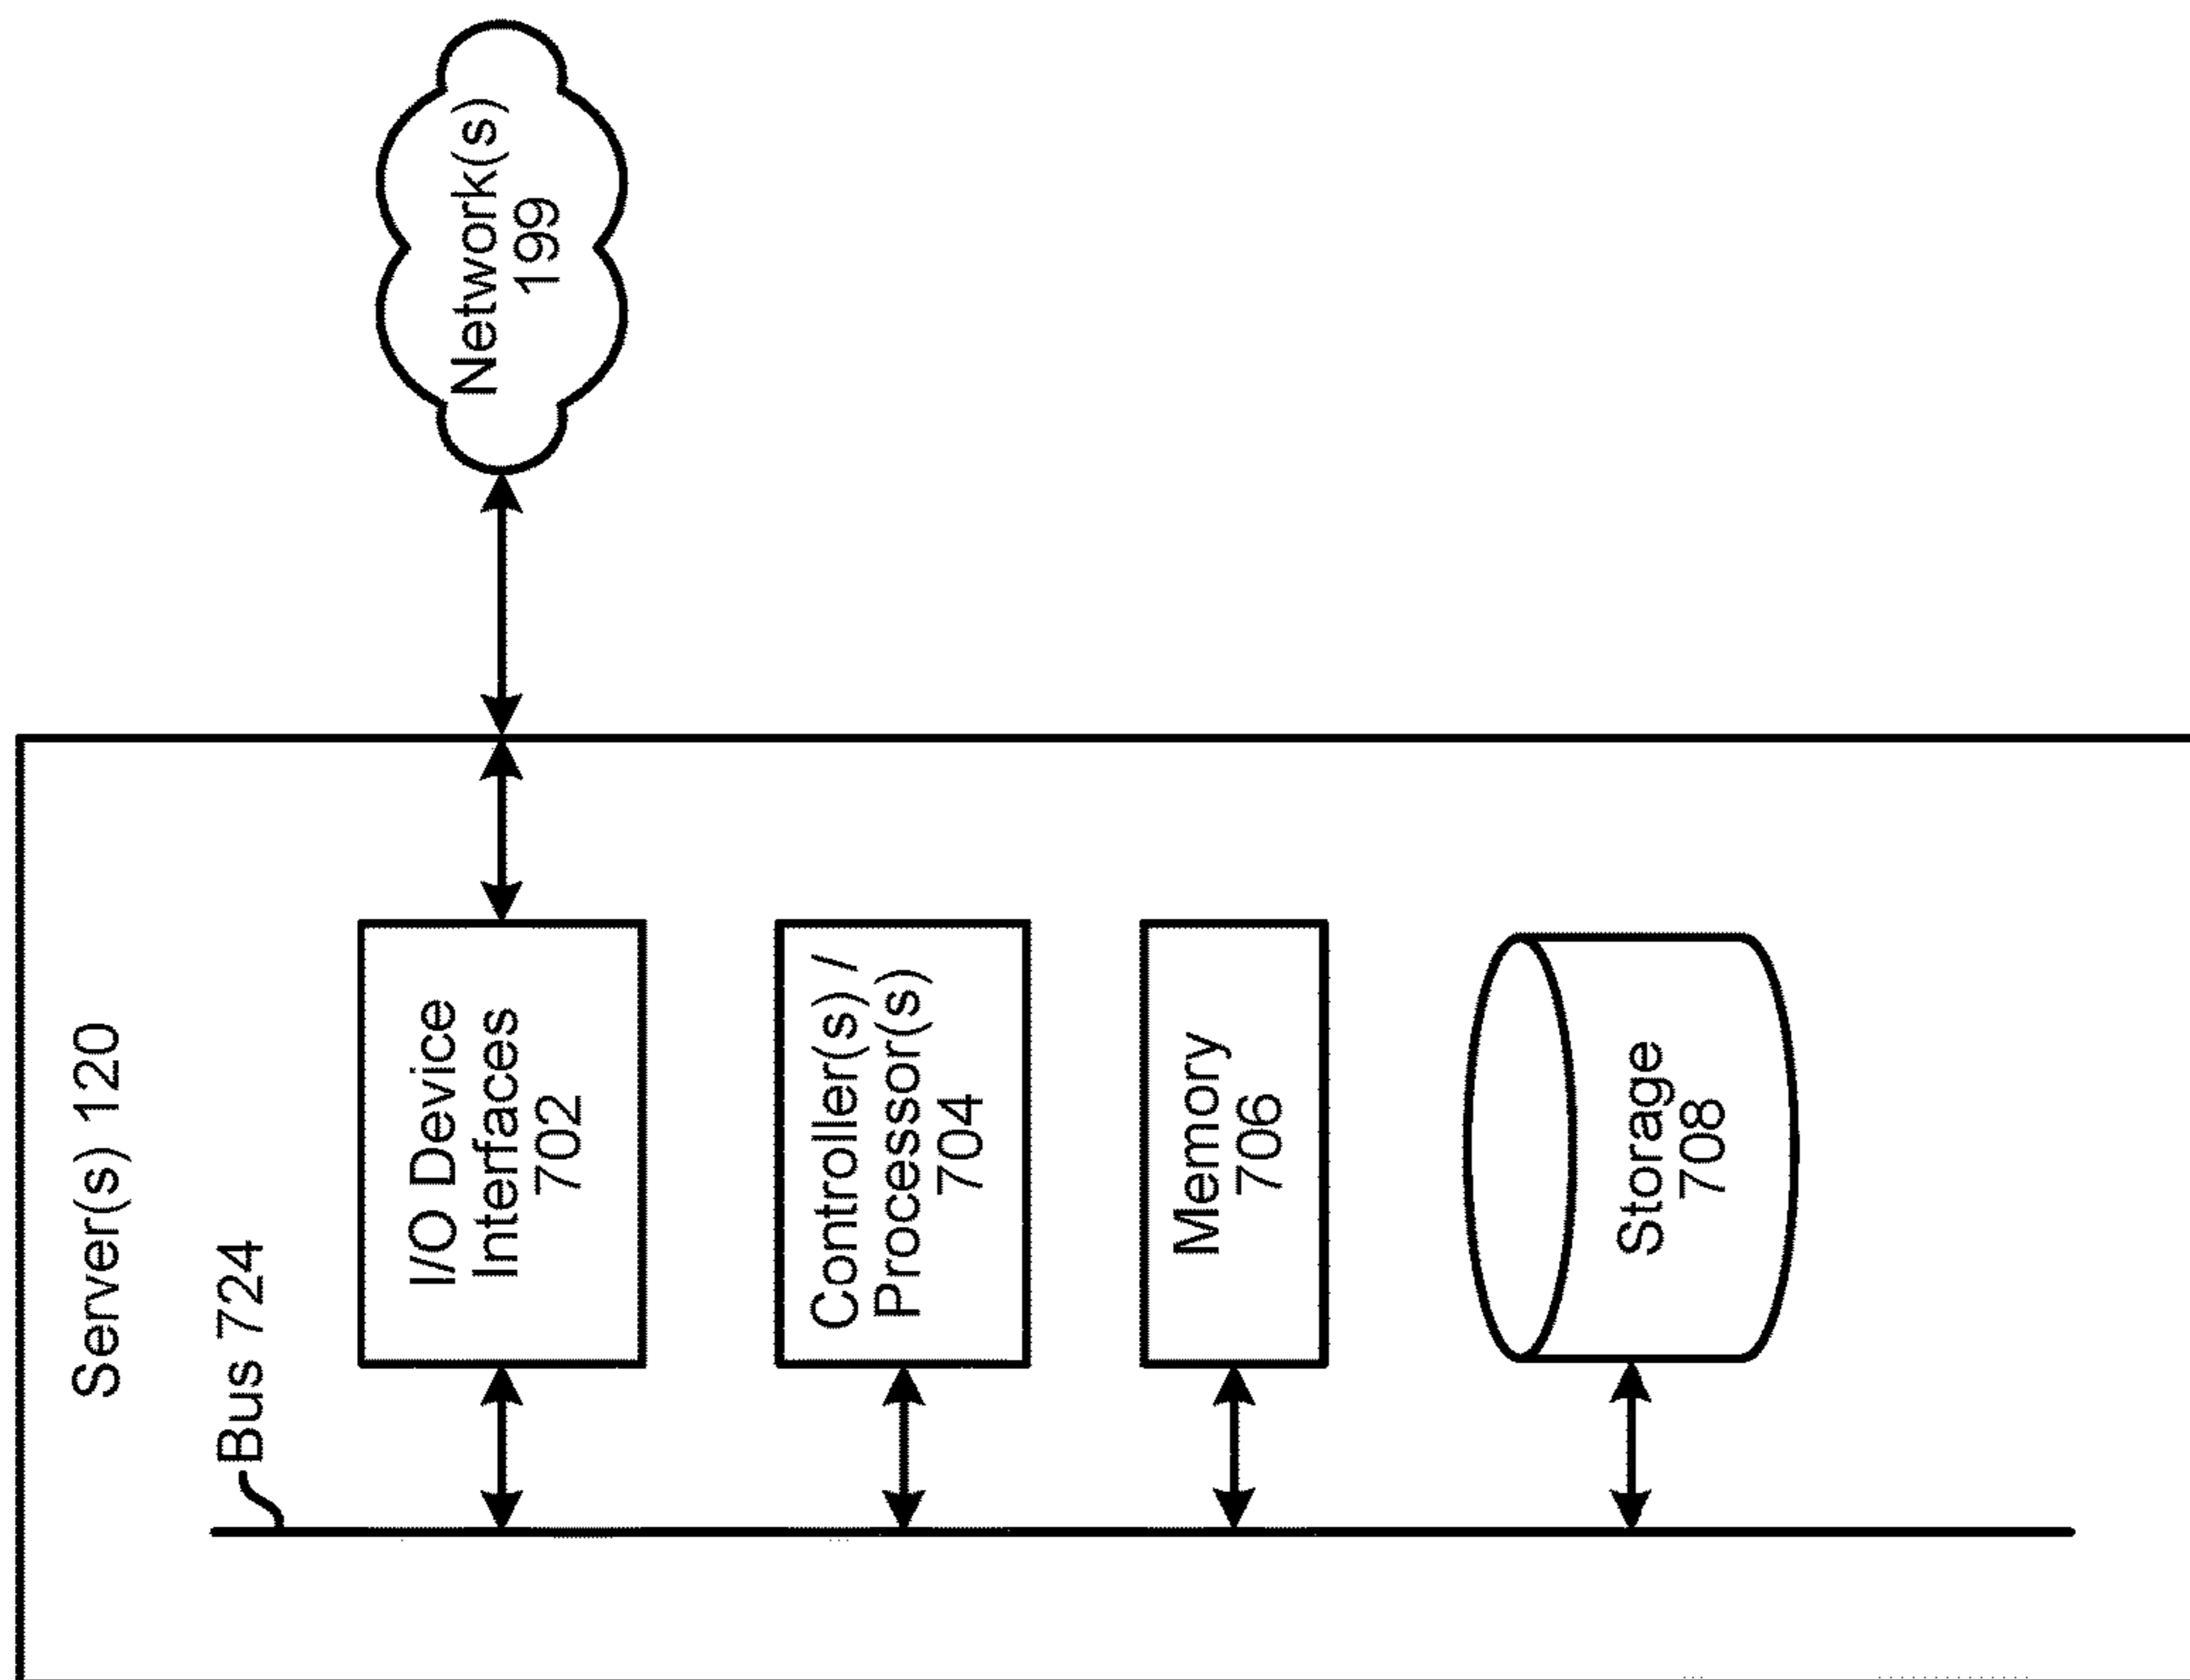 Server(s) 120
Bus 724
I/O Device
Interfaces
702
Network(s)
199
Controller(s) /
Processor(s)
704
Memory
706
Storage
708